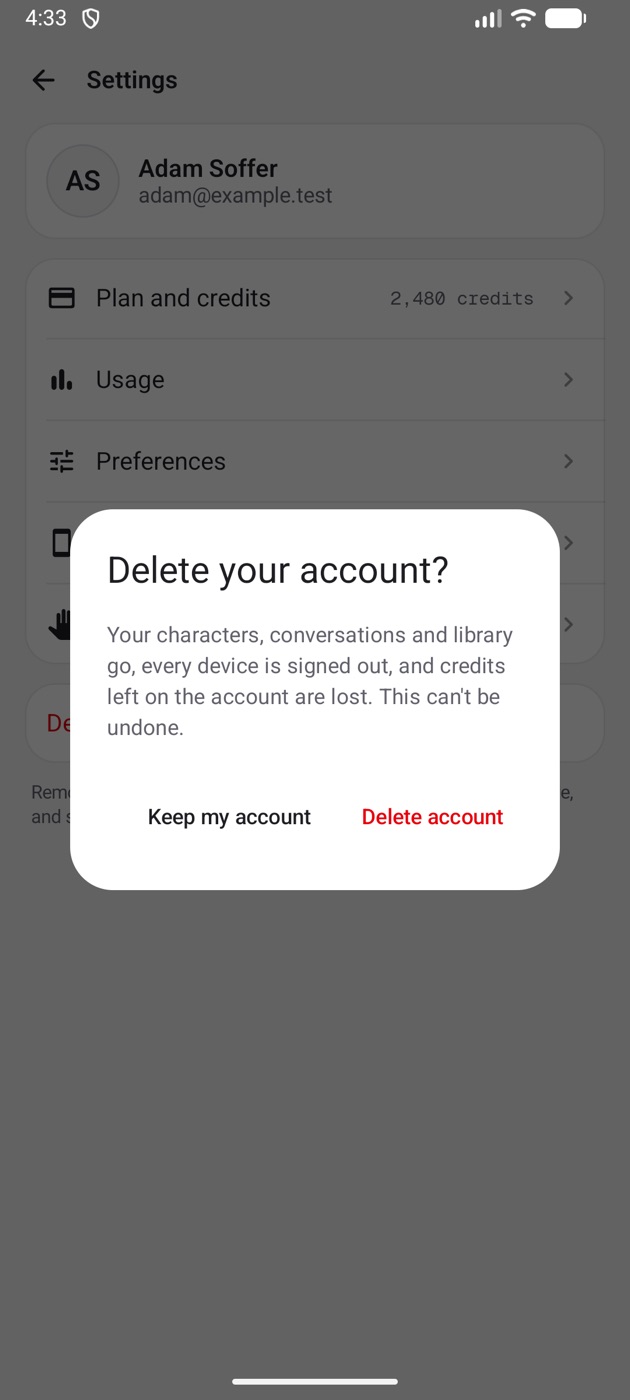 4:33
Settings
AS
Adam Soffer
adam@example.test
Plan and credits 2,480 credits
Usage
Preferences
Delete your account?
Your characters, conversations and library
go, every device is signed out, and credits
left on the account are lost. This can't be
undone.
Keep my account Delete account
and